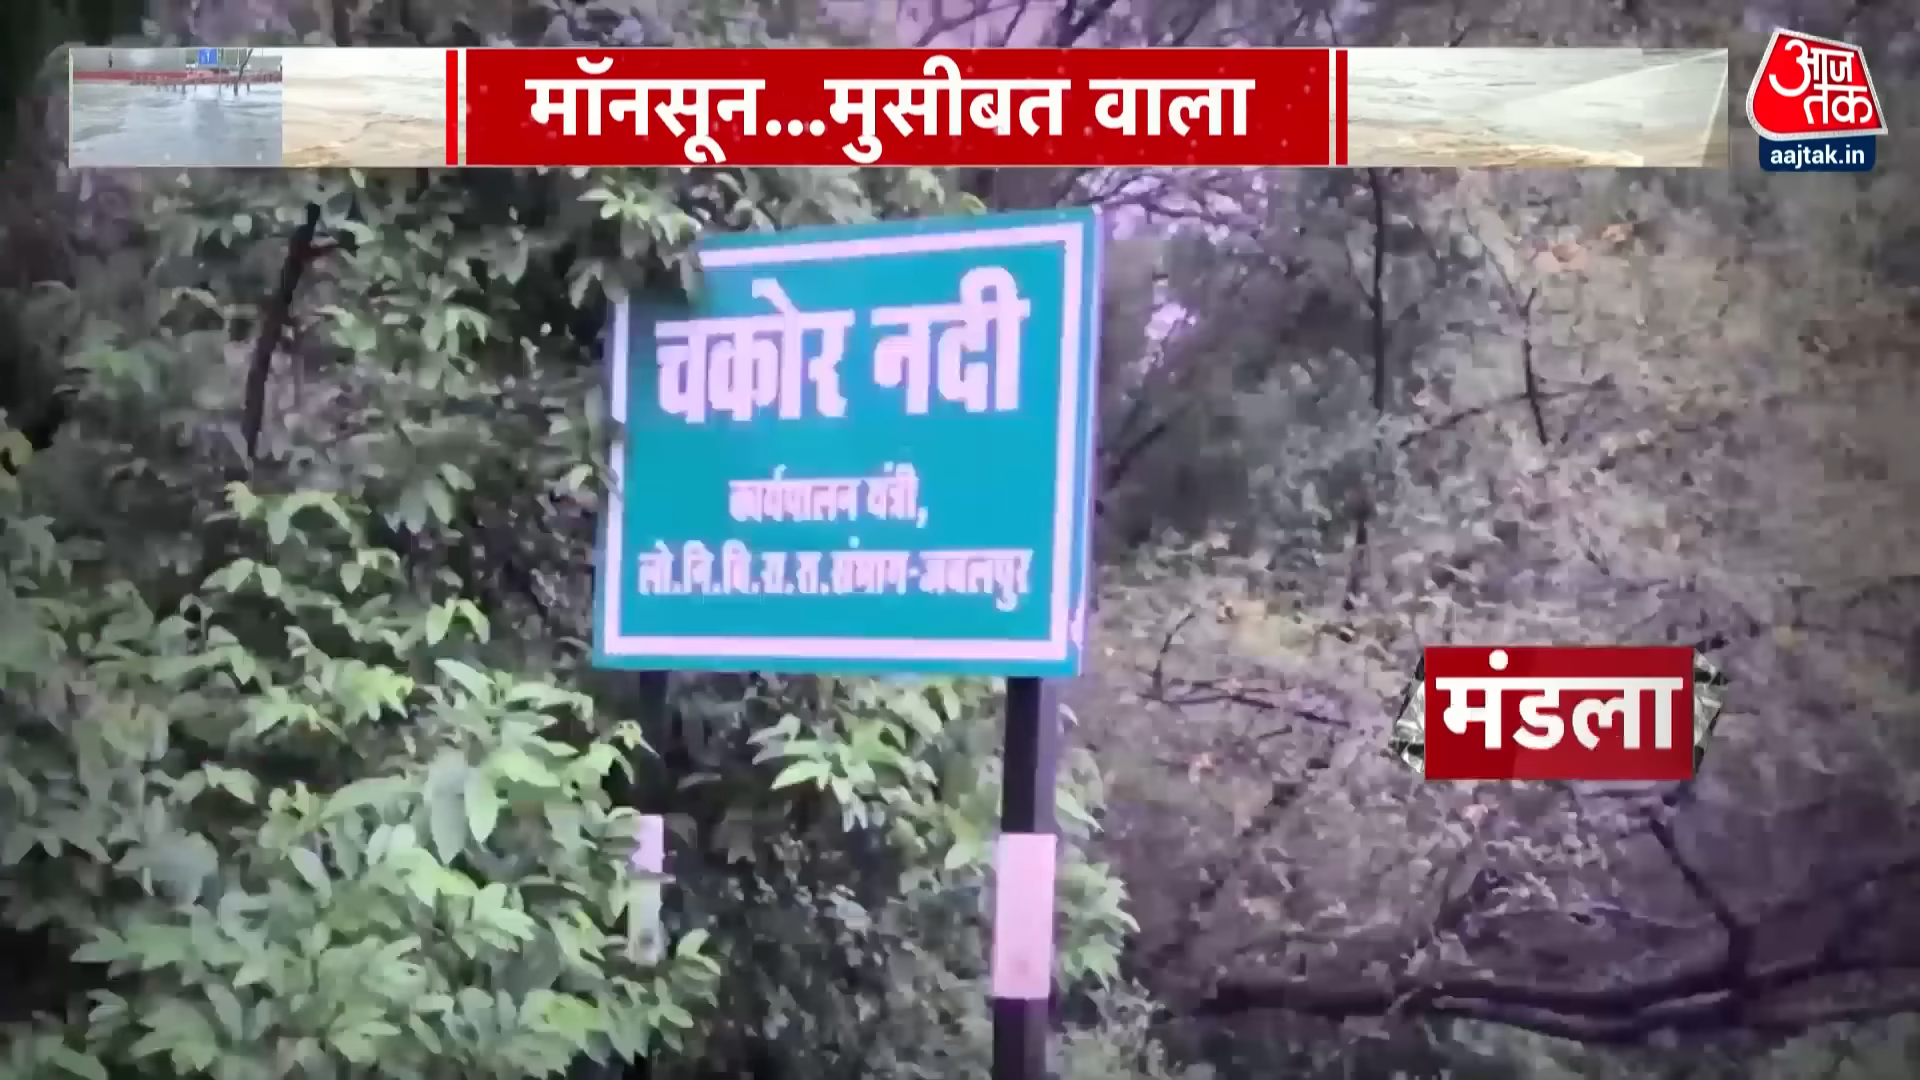 मॉनसून...मुसीबत वाला
आज
तक
aajtak.in
चकोर नदी
कार्यपालन यंत्री,
लो.नि.वि.रा.रा.संभाग-जबलपुर
मंडला